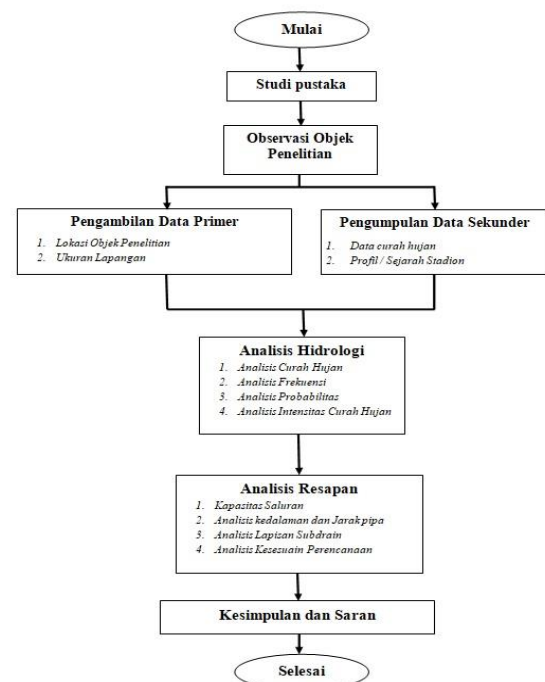 Mulai
Studi pustaka
Observasi Objek
Penelitian
Pengambilan Data Primer
1. Lokasi Objek Penelitian
2. Ukuran Lapangan
Pengumpulan Data Sekunder
1. Data curah hujan
2. Profil / Sejarah Stadion
Analisis Hidrologi
1. Analisis Curah Hujan
2. Analisis Frekuensi
3. Analisis Probabilitas
4. Analisis Intensitas Curah Hujan
Analisis Resapan
1. Kapasitas Saluran
2. Analisis kedalaman dan Jarak pipa
3. Analisis Lapisan Subdrain
4. Analisis Kesesuain Perencanaan
Kesimpulan dan Saran
Selesai